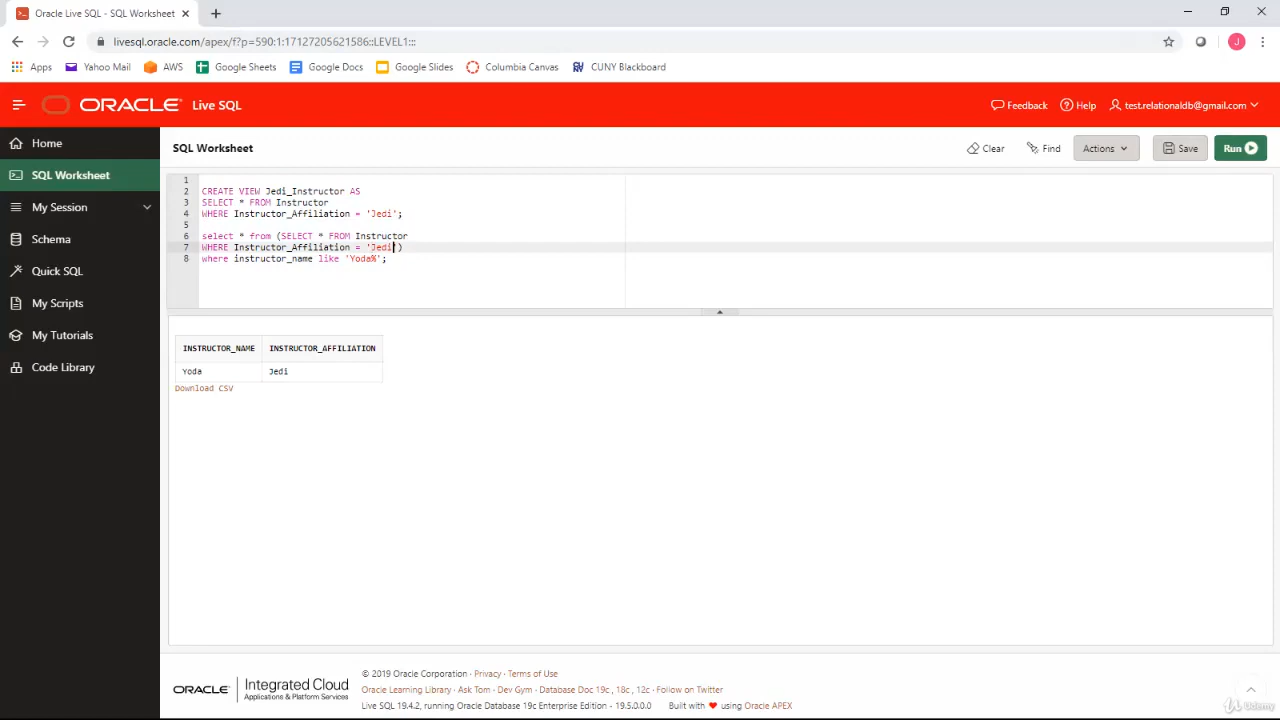 Oracle Live SQL - SQL Worksheet
livesql.oracle.com/apex/f?p=590:1:17127205621586::LEVEL1:::
J
Apps Yahoo Mail AWS Google Sheets Google Docs Google Slides Columbia Canvas CUNY Blackboard
ORACLE Live SQL Feedback Help test.relationaldb@gmail.com
Home
SQL Worksheet
My Session
Schema
Quick SQL
My Scripts
My Tutorials
Code Library
SQL Worksheet Clear Find Actions Save Run
1
2 CREATE VIEW Jedi_Instructor AS
3 SELECT * FROM Instructor
4 WHERE Instructor_Affiliation = 'Jedi';
5
6 select * from (SELECT * FROM Instructor
7 WHERE Instructor_Affiliation = 'Jedi')
8 where instructor_name like 'Yoda%';
INSTRUCTOR_NAME INSTRUCTOR_AFFILIATION
Yoda Jedi
Download CSV
ORACLE Integrated Cloud
Applications & Platform Services
© 2019 Oracle Corporation · Privacy · Terms of Use
Oracle Learning Library · Ask Tom · Dev Gym · Database Doc 19c, 18c, 12c · Follow on Twitter
Live SQL 19.4.2, running Oracle Database 19c Enterprise Edition - 19.5.0.0.0 Built with ❤ using Oracle APEX
Udemy